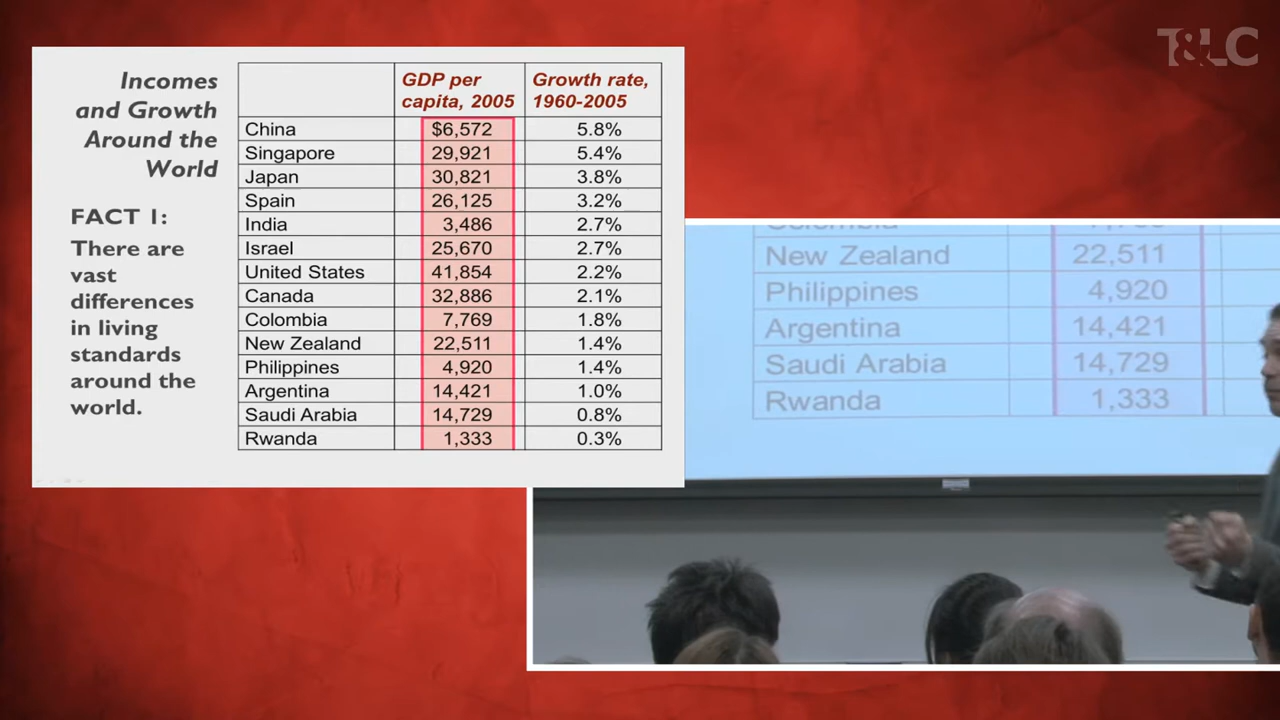 T&LC
Incomes
and Growth
Around the
World
FACT 1:
There are
vast
differences
in living
standards
around the
world.
GDP per capita, 2005 Growth rate, 1960-2005
China $6,572 5.8%
Singapore 29,921 5.4%
Japan 30,821 3.8%
Spain 26,125 3.2%
India 3,486 2.7%
Israel 25,670 2.7%
United States 41,854 2.2%
Canada 32,886 2.1%
Colombia 7,769 1.8%
New Zealand 22,511 1.4%
Philippines 4,920 1.4%
Argentina 14,421 1.0%
Saudi Arabia 14,729 0.8%
Rwanda 1,333 0.3%
New Zealand 22,511
Philippines 4,920
Argentina 14,421
Saudi Arabia 14,729
Rwanda 1,333